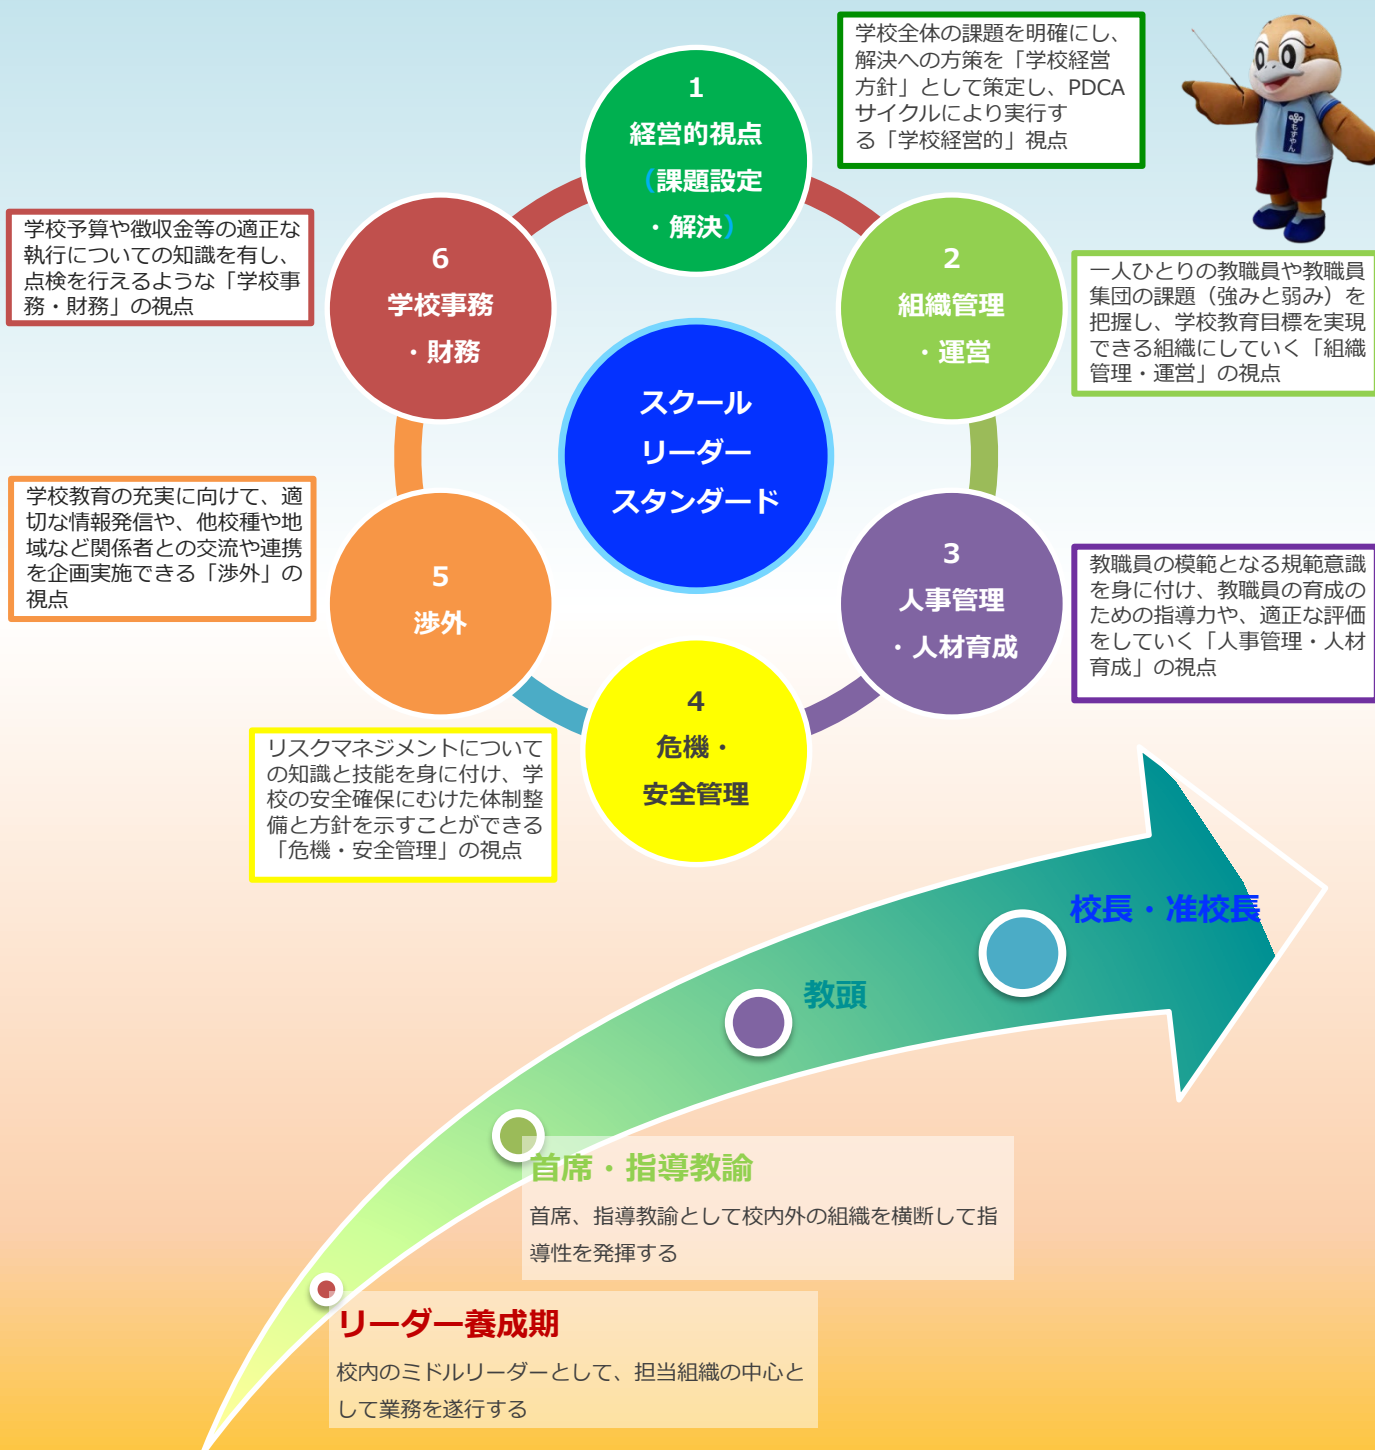 1
経営的視点
（課題設定
・解決）
学校全体の課題を明確にし、
解決への方策を「学校経営
方針」として策定し、PDCA
サイクルにより実行す
る「学校経営的」視点
もずやん
2
組織管理
・運営
一人ひとりの教職員や教職員
集団の課題（強みと弱み）を
把握し、学校教育目標を実現
できる組織にしていく「組織
管理・運営」の視点
3
人事管理
・人材育成
教職員の模範となる規範意識
を身に付け、教職員の育成の
ための指導力や、適正な評価
をしていく「人事管理・人材
育成」の視点
4
危機・
安全管理
リスクマネジメントについて
の知識と技能を身に付け、学
校の安全確保にむけた体制整
備と方針を示すことができる
「危機・安全管理」の視点
5
渉外
学校教育の充実に向けて、適
切な情報発信や、他校種や地
域など関係者との交流や連携
を企画実施できる「渉外」の
視点
6
学校事務
・財務
学校予算や徴収金等の適正な
執行についての知識を有し、
点検を行えるような「学校事
務・財務」の視点
スクール
リーダー
スタンダード
校長・准校長
教頭
首席・指導教諭
首席、指導教諭として校内外の組織を横断して指
導性を発揮する
リーダー養成期
校内のミドルリーダーとして、担当組織の中心と
して業務を遂行する